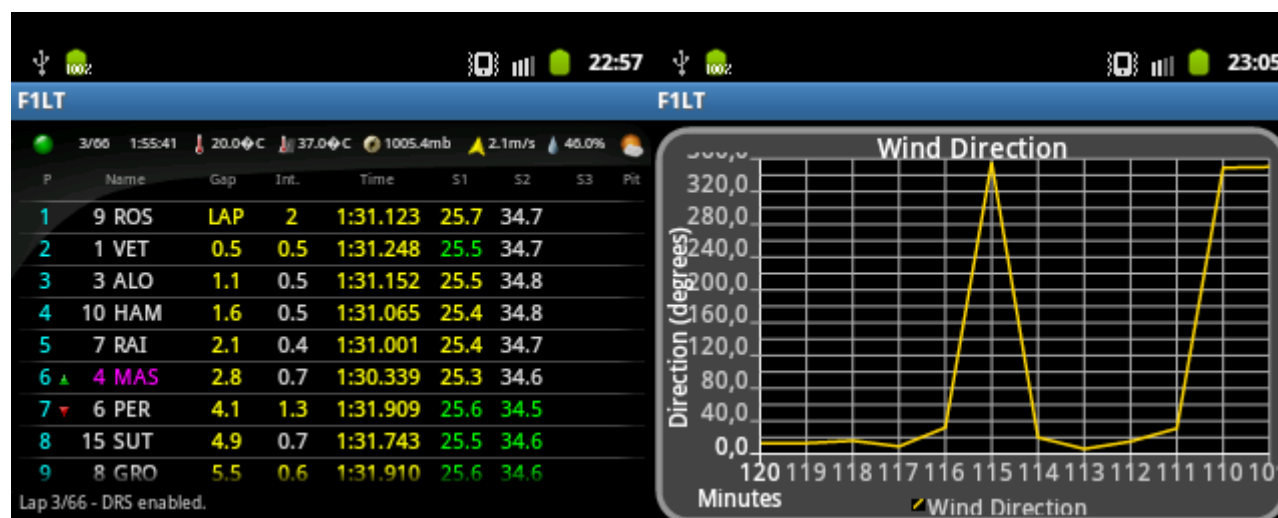 100%
22:57
F1LT
3/66 1:55:41 20.0�C 37.0�C 1005.4mb 2.1m/s 46.0%
P Name Gap Int. Time S1 S2 S3 Pit
1 9 ROS LAP 2 1:31.123 25.7 34.7
2 1 VET 0.5 0.5 1:31.248 25.5 34.7
3 3 ALO 1.1 0.5 1:31.152 25.5 34.8
4 10 HAM 1.6 0.5 1:31.065 25.4 34.8
5 7 RAI 2.1 0.4 1:31.001 25.4 34.7
6 4 MAS 2.8 0.7 1:30.339 25.3 34.6
7 6 PER 4.1 1.3 1:31.909 25.6 34.5
8 15 SUT 4.9 0.7 1:31.743 25.5 34.6
9 8 GRO 5.5 0.6 1:31.910 25.6 34.6
Lap 3/66 - DRS enabled.
100%
23:05
F1LT
Wind Direction
320,0
280,0
240,0
200,0
160,0
120,0
80,0
40,0
0,0
Direction (degrees)
120 119 118 117 116 115 114 113 112 111 110 10
Minutes
Wind Direction